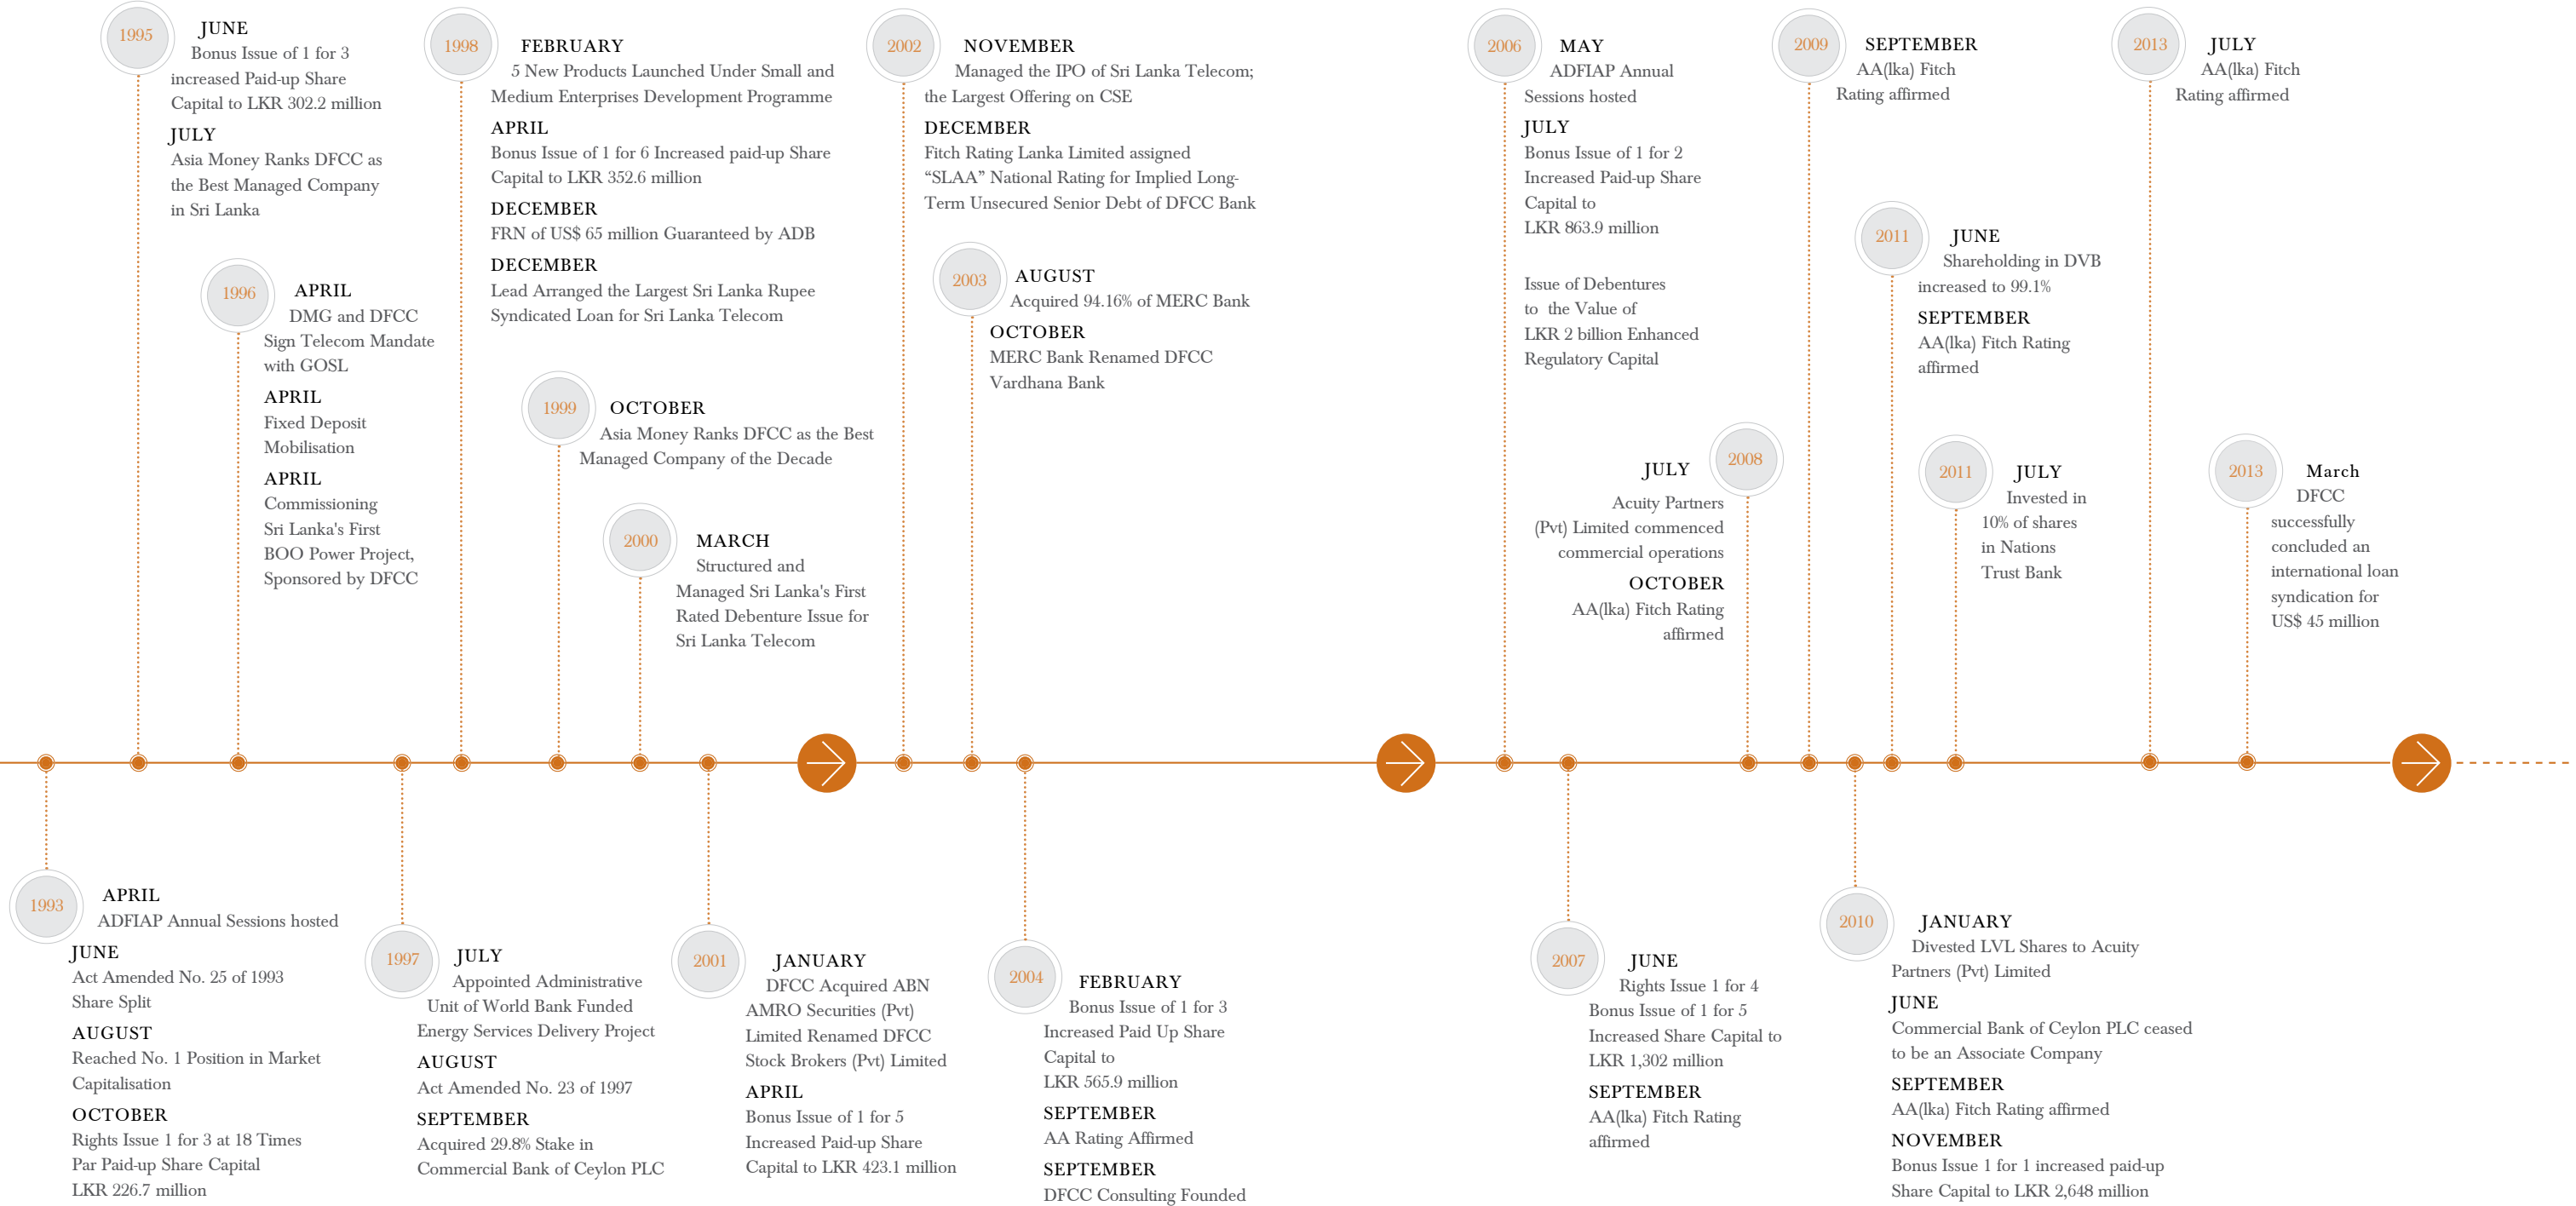 1995
JUNE
Bonus Issue of 1 for 3
increased Paid-up Share
Capital to LKR 302.2 million
JULY
Asia Money Ranks DFCC as
the Best Managed Company
in Sri Lanka
1996
APRIL
DMG and DFCC
Sign Telecom Mandate
with GOSL
APRIL
Fixed Deposit
Mobilisation
APRIL
Commissioning
Sri Lanka's First
BOO Power Project,
Sponsored by DFCC
1998
FEBRUARY
5 New Products Launched Under Small and
Medium Enterprises Development Programme
APRIL
Bonus Issue of 1 for 6 Increased paid-up Share
Capital to LKR 352.6 million
DECEMBER
FRN of US$ 65 million Guaranteed by ADB
DECEMBER
Lead Arranged the Largest Sri Lanka Rupee
Syndicated Loan for Sri Lanka Telecom
1999
OCTOBER
Asia Money Ranks DFCC as the Best
Managed Company of the Decade
2000
MARCH
Structured and
Managed Sri Lanka's First
Rated Debenture Issue for
Sri Lanka Telecom
2002
NOVEMBER
Managed the IPO of Sri Lanka Telecom;
the Largest Offering on CSE
DECEMBER
Fitch Rating Lanka Limited assigned
“SLAA” National Rating for Implied Long-
Term Unsecured Senior Debt of DFCC Bank
2003
AUGUST
Acquired 94.16% of MERC Bank
OCTOBER
MERC Bank Renamed DFCC
Vardhana Bank
2006
MAY
ADFIAP Annual
Sessions hosted
JULY
Bonus Issue of 1 for 2
Increased Paid-up Share
Capital to
LKR 863.9 million
Issue of Debentures
to the Value of
LKR 2 billion Enhanced
Regulatory Capital
2008
JULY
Acuity Partners
(Pvt) Limited commenced
commercial operations
OCTOBER
AA(lka) Fitch Rating
affirmed
2009
SEPTEMBER
AA(lka) Fitch
Rating affirmed
2011
JUNE
Shareholding in DVB
increased to 99.1%
SEPTEMBER
AA(lka) Fitch Rating
affirmed
2011
JULY
Invested in
10% of shares
in Nations
Trust Bank
2013
JULY
AA(lka) Fitch
Rating affirmed
2013
March
DFCC
successfully
concluded an
international loan
syndication for
US$ 45 million
1993
APRIL
ADFIAP Annual Sessions hosted
JUNE
Act Amended No. 25 of 1993
Share Split
AUGUST
Reached No. 1 Position in Market
Capitalisation
OCTOBER
Rights Issue 1 for 3 at 18 Times
Par Paid-up Share Capital
LKR 226.7 million
1997
JULY
Appointed Administrative
Unit of World Bank Funded
Energy Services Delivery Project
AUGUST
Act Amended No. 23 of 1997
SEPTEMBER
Acquired 29.8% Stake in
Commercial Bank of Ceylon PLC
2001
JANUARY
DFCC Acquired ABN
AMRO Securities (Pvt)
Limited Renamed DFCC
Stock Brokers (Pvt) Limited
APRIL
Bonus Issue of 1 for 5
Increased Paid-up Share
Capital to LKR 423.1 million
2004
FEBRUARY
Bonus Issue of 1 for 3
Increased Paid Up Share
Capital to
LKR 565.9 million
SEPTEMBER
AA Rating Affirmed
SEPTEMBER
DFCC Consulting Founded
2007
JUNE
Rights Issue 1 for 4
Bonus Issue of 1 for 5
Increased Share Capital to
LKR 1,302 million
SEPTEMBER
AA(lka) Fitch Rating
affirmed
2010
JANUARY
Divested LVL Shares to Acuity
Partners (Pvt) Limited
JUNE
Commercial Bank of Ceylon PLC ceased
to be an Associate Company
SEPTEMBER
AA(lka) Fitch Rating affirmed
NOVEMBER
Bonus Issue 1 for 1 increased paid-up
Share Capital to LKR 2,648 million